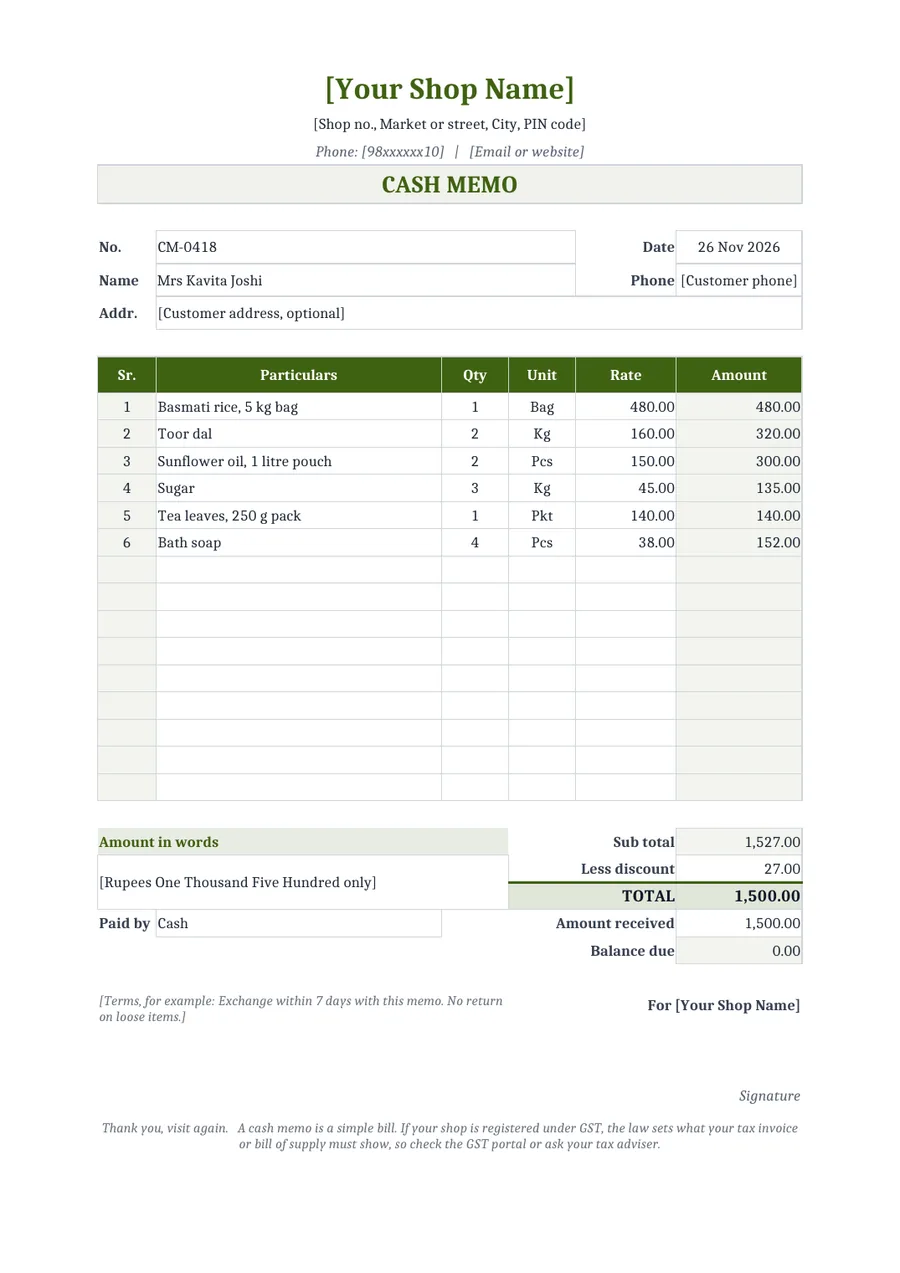 [Your Shop Name]
[Shop no., Market or street, City, PIN code]
Phone: [98xxxxxx10] | [Email or website]
CASH MEMO
No. CM-0418 Date 26 Nov 2026
Name Mrs Kavita Joshi Phone [Customer phone]
Addr. [Customer address, optional]
Sr. Particulars Qty Unit Rate Amount
1 Basmati rice, 5 kg bag 1 Bag 480.00 480.00
2 Toor dal 2 Kg 160.00 320.00
3 Sunflower oil, 1 litre pouch 2 Pcs 150.00 300.00
4 Sugar 3 Kg 45.00 135.00
5 Tea leaves, 250 g pack 1 Pkt 140.00 140.00
6 Bath soap 4 Pcs 38.00 152.00
Amount in words Sub total 1,527.00
Less discount 27.00
[Rupees One Thousand Five Hundred only]
TOTAL 1,500.00
Paid by Cash Amount received 1,500.00
Balance due 0.00
[Terms, for example: Exchange within 7 days with this memo. No return
on loose items.]
For [Your Shop Name]
Signature
Thank you, visit again. A cash memo is a simple bill. If your shop is registered under GST, the law sets what your tax invoice
or bill of supply must show, so check the GST portal or ask your tax adviser.